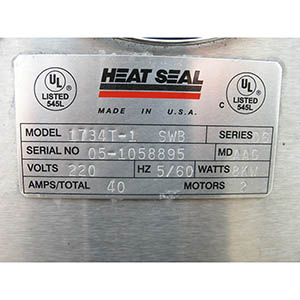 UL HEAT SEAL UL
LISTED LISTED
545L MADE IN U.S.A. C 545L
MODEL 1734T-1 SWB SERIES
SERIAL NO 05-1058895 MD
VOLTS 220 HZ 5/60 WATTS 8KW
AMPS/TOTAL 40 MOTORS 2